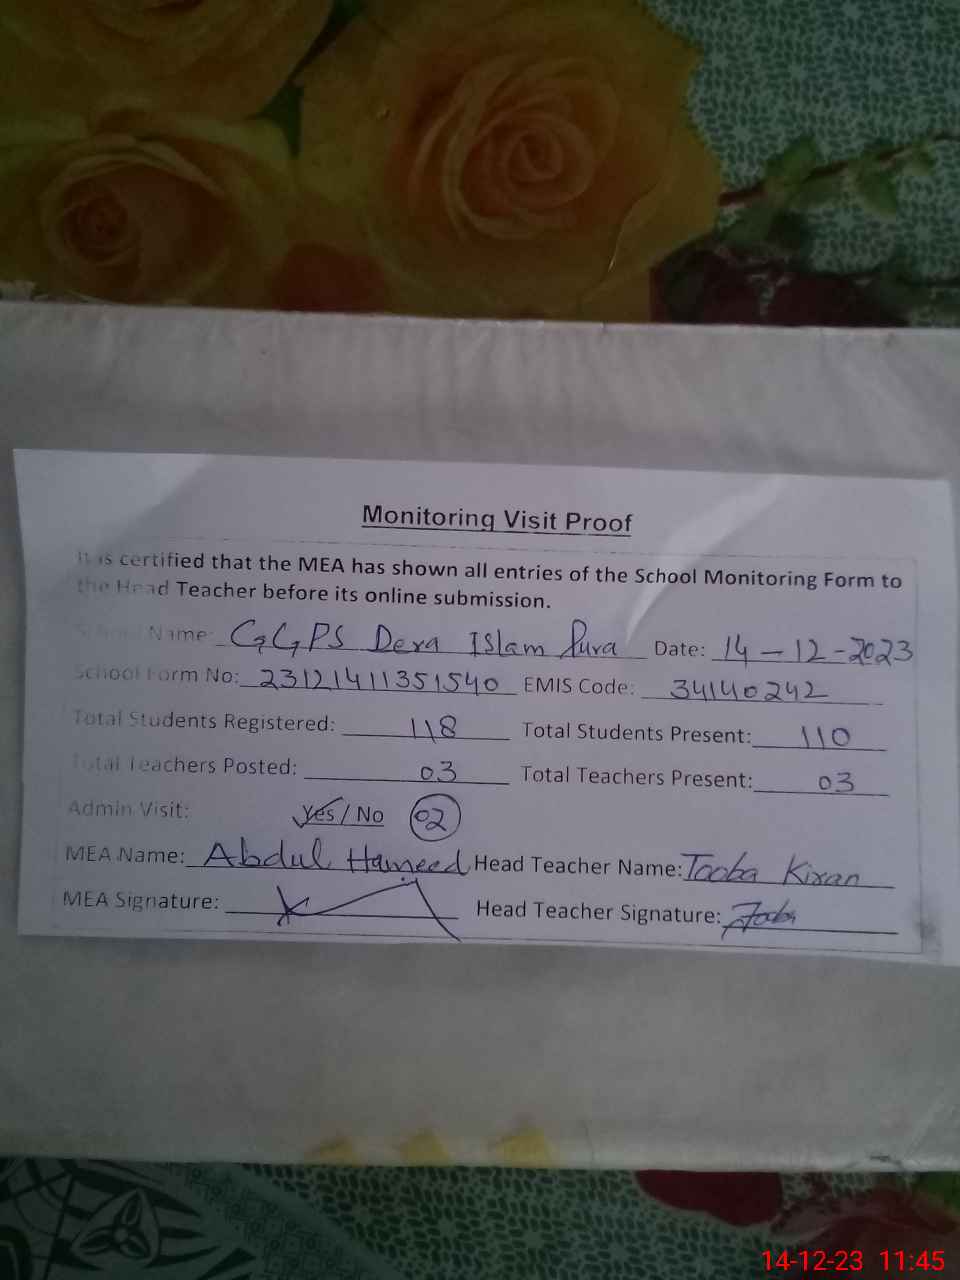 Monitoring Visit Proof
It is certified that the MEA has shown all entries of the School Monitoring Form to
the Head Teacher before its online submission.
School Name: GGPS Dera ISlam Pura Date: 14-12-2023
School Form No: 23121411351540 EMIS Code: 34140242
Total Students Registered: 118 Total Students Present: 110
Total Teachers Posted: 03 Total Teachers Present: 03
Admin Visit: Yes / No 02
MEA Name: Abdul Hameed Head Teacher Name: Tooba Kiran
MEA Signature: Head Teacher Signature: Tooba
14-12-23 11:45